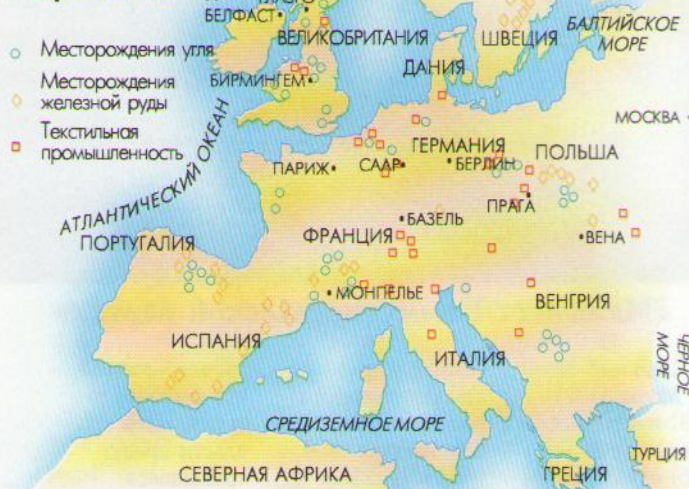 БЕЛФАСТ
ВЕЛИКОБРИТАНИЯ
ШВЕЦИЯ
БАЛТИЙСКОЕ
МОРЕ
Месторождения угля
ДАНИЯ
БИРМИНГЕМ
Месторождения
железной руды
МОСКВА
Текстильная
промышленность
АТЛАНТИЧЕСКИЙ ОКЕАН
ГЕРМАНИЯ
ПОЛЬША
ПАРИЖ
СААР
БЕРЛИН
ПРАГА
БАЗЕЛЬ
ПОРТУГАЛИЯ
ФРАНЦИЯ
ВЕНА
МОНПЕЛЬЕ
ВЕНГРИЯ
ИСПАНИЯ
ИТАЛИЯ
ЧЕРНОЕ
МОРЕ
СРЕДИЗЕМНОЕ МОРЕ
ТУРЦИЯ
СЕВЕРНАЯ АФРИКА
ГРЕЦИЯ